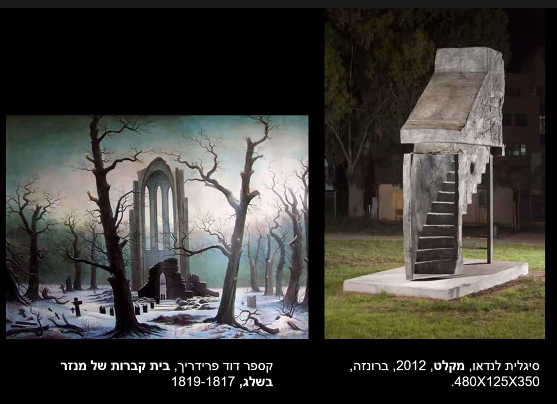 סיגלית לנדאו, מקלט, 2012, ברונזה,
480X125X350.
קספר דוד פרידריך, בית קברות של מנזר
בשלג, 1819-1817